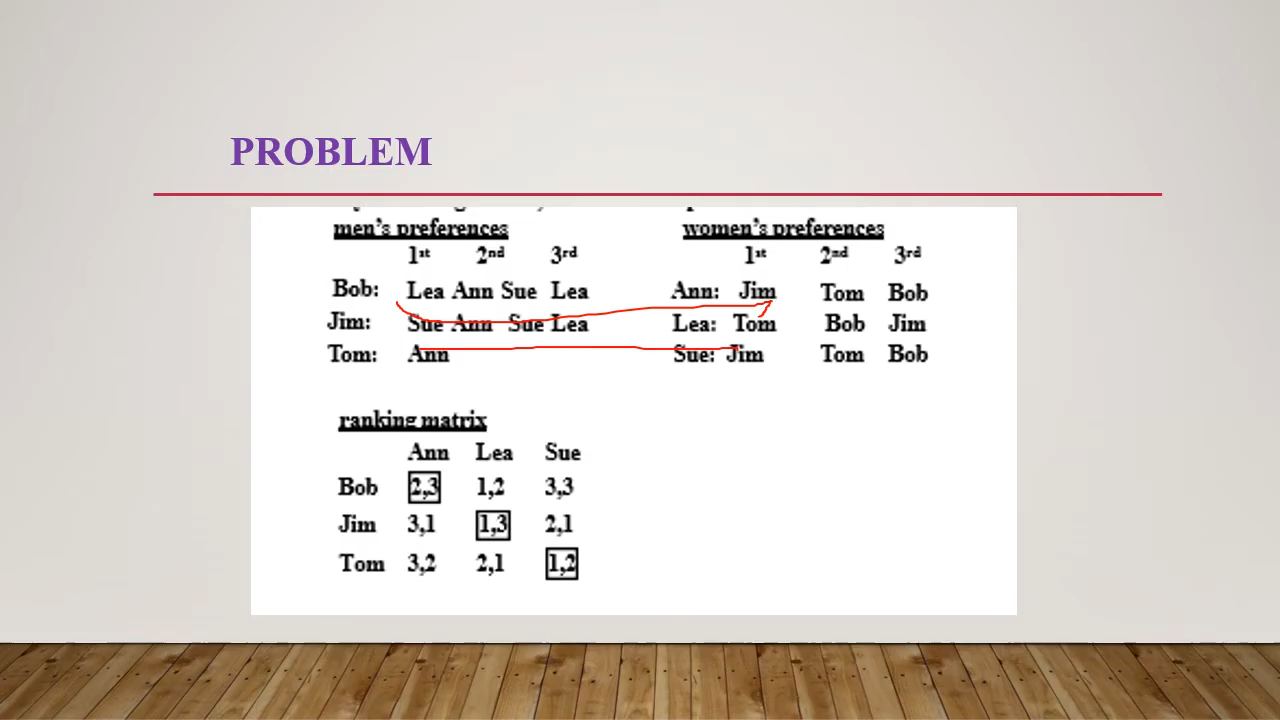 PROBLEM
men's preferences women's preferences
1st 2nd 3rd 1st 2nd 3rd
Bob: Lea Ann Sue Lea Ann: Jim Tom Bob
Jim: Sue Ann Sue Lea Lea: Tom Bob Jim
Tom: Ann Sue: Jim Tom Bob
ranking matrix
Ann Lea Sue
Bob 2,3 1,2 3,3
Jim 3,1 1,3 2,1
Tom 3,2 2,1 1,2